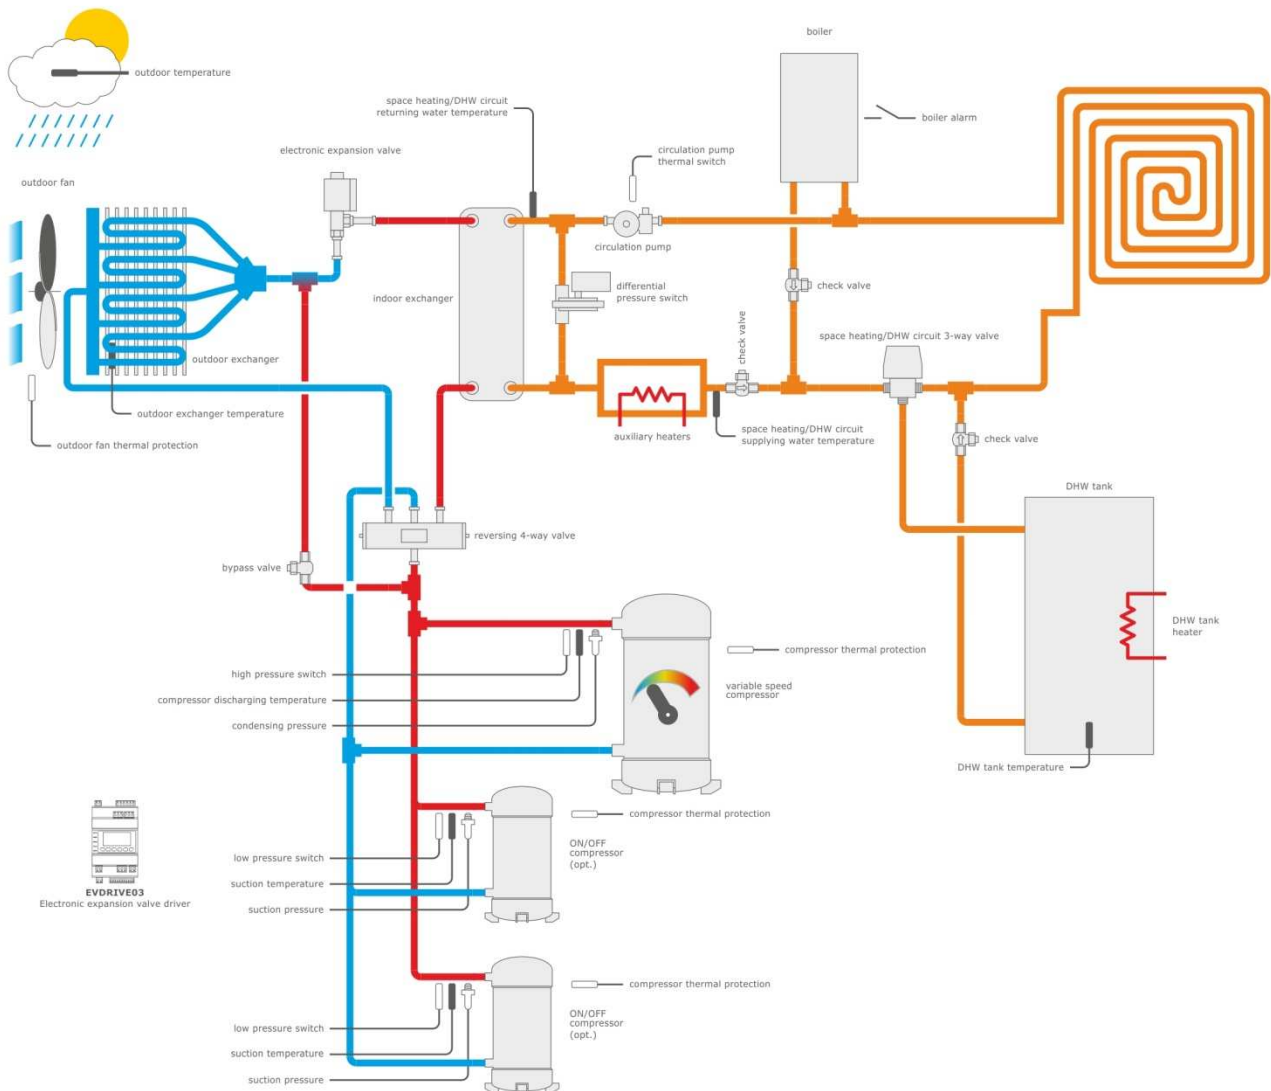 boiler
outdoor temperature
space heating/DHW circuit
returning water temperature
boiler alarm
electronic expansion valve
circulation pump
thermal switch
outdoor fan
circulation pump
differential
pressure switch
indoor exchanger
check valve
check valve
space heating/DHW circuit 3-way valve
outdoor exchanger
outdoor exchanger temperature
outdoor fan thermal protection
auxiliary heaters
space heating/DHW circuit
supplying water temperature
check valve
DHW tank
reversing 4-way valve
bypass valve
DHW tank
heater
compressor thermal protection
high pressure switch
variable speed
compressor
compressor discharging temperature
condensing pressure
DHW tank temperature
compressor thermal protection
ON/OFF
compressor
(opt.)
low pressure switch
suction temperature
suction pressure
EVDRIVE03
Electronic expansion valve driver
compressor thermal protection
ON/OFF
compressor
(opt.)
low pressure switch
suction temperature
suction pressure